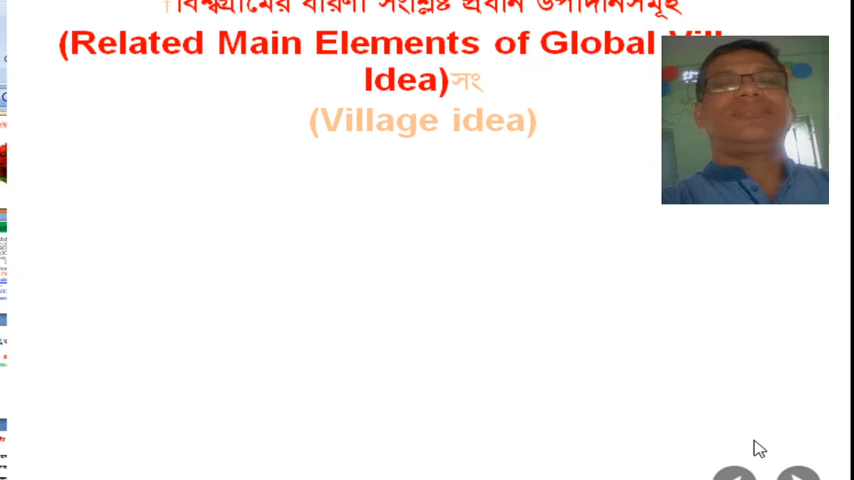 বিশ্বগ্রামের ধারণা সংশ্লিষ্ট প্রধান উপাদানসমূহ
(Related Main Elements of Global
Idea)সং
(Village idea)